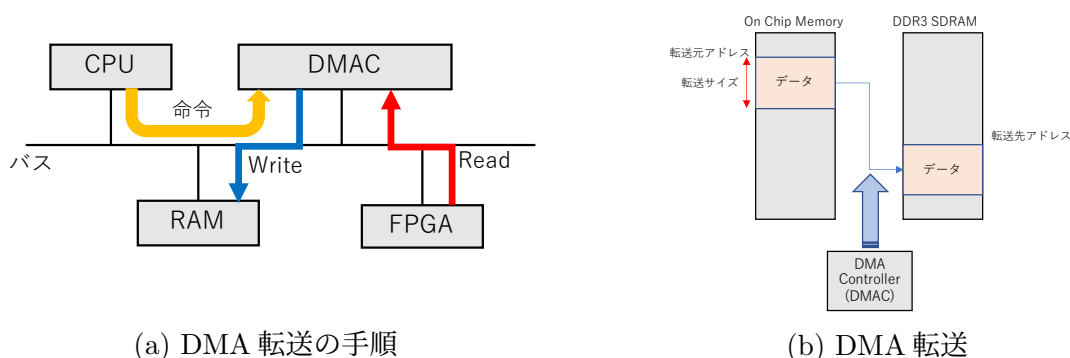 CPU
DMAC
命令
バス
Write
Read
RAM
FPGA
(a) DMA 転送の手順
On Chip Memory
DDR3 SDRAM
転送元アドレス
転送サイズ
データ
転送先アドレス
データ
DMA
Controller
(DMAC)
(b) DMA 転送